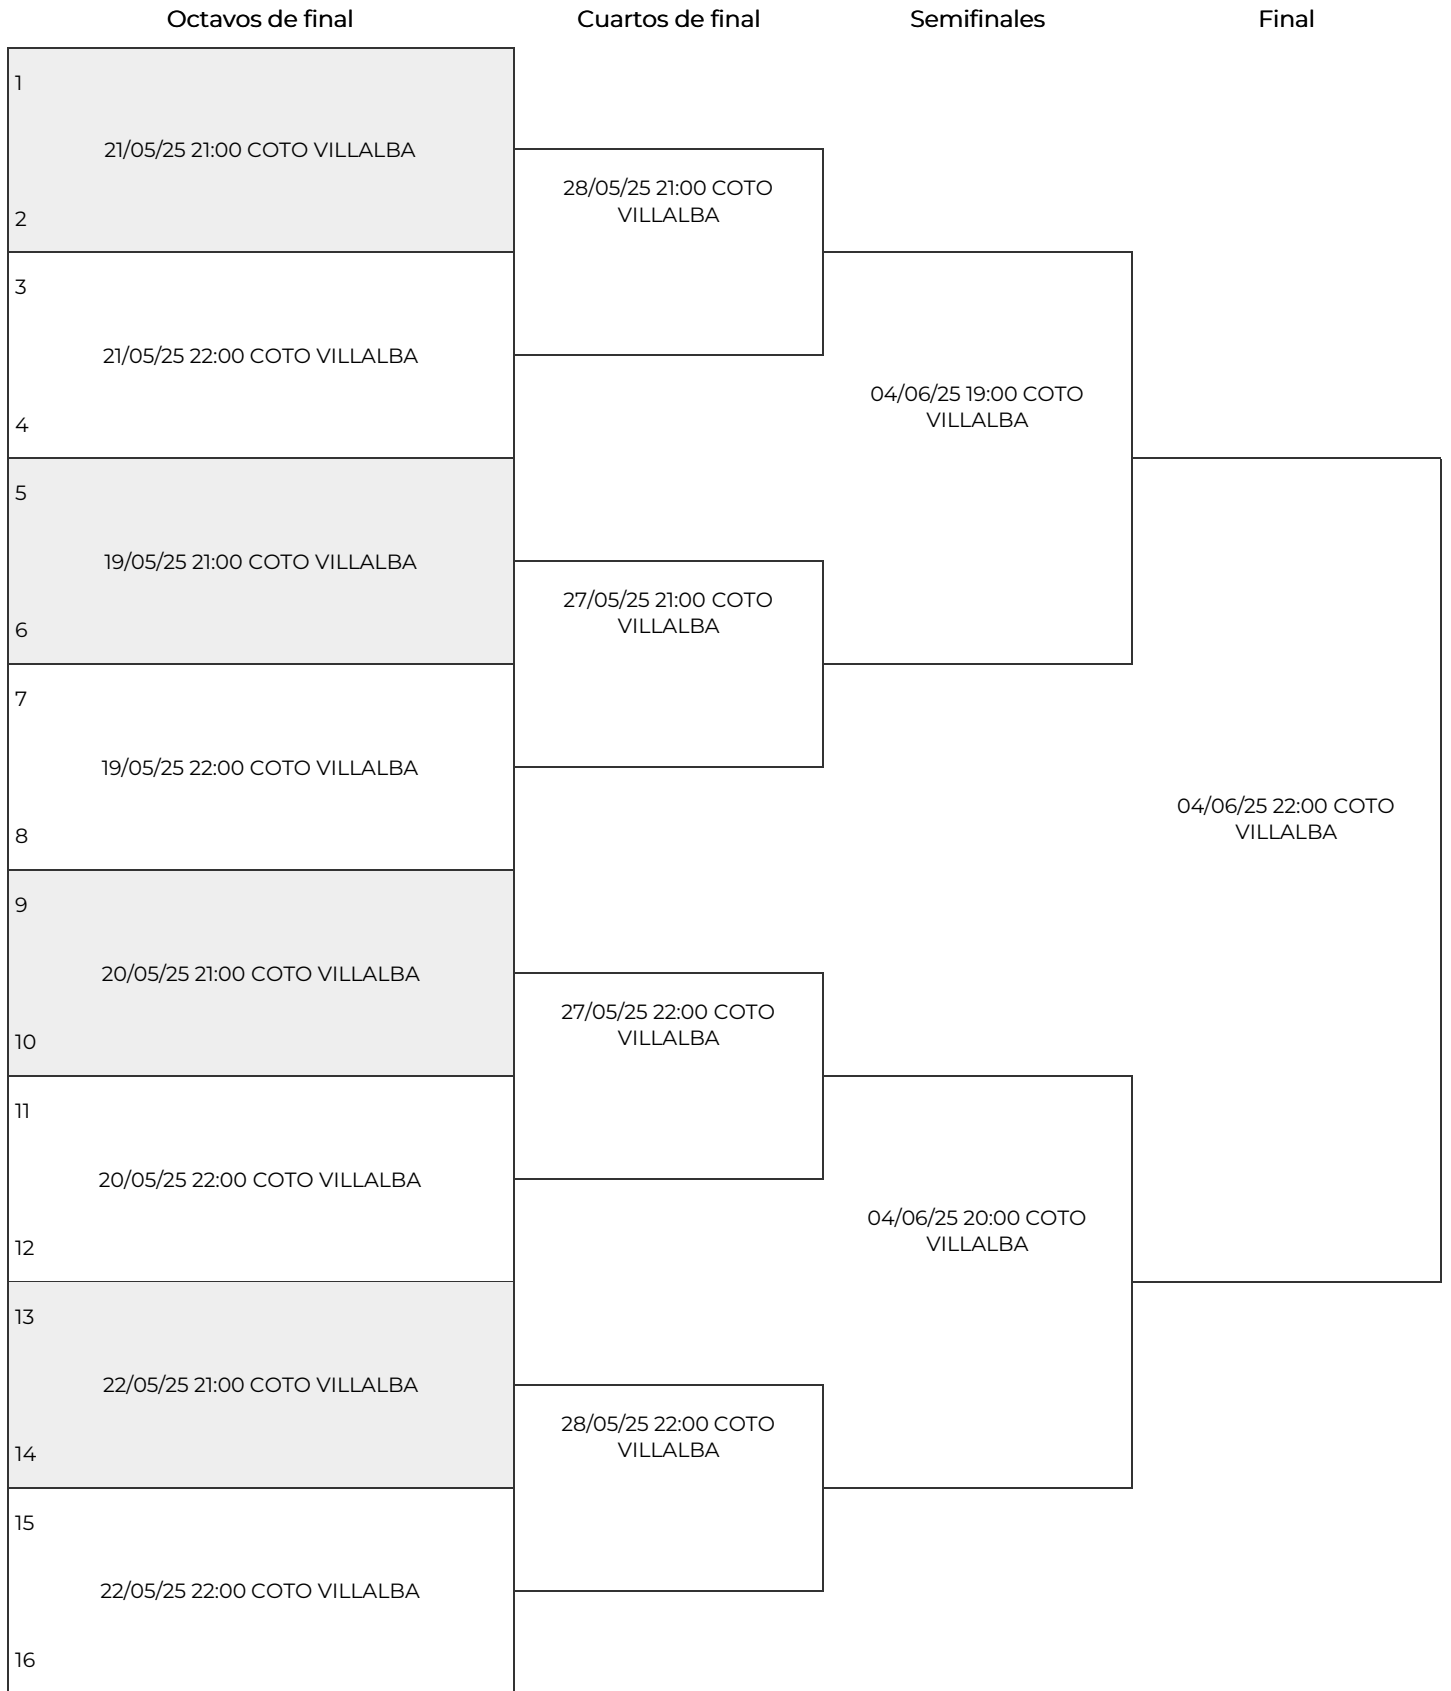 Octavos de final
Cuartos de final
Semifinales
Final
1
21/05/25 21:00 COTO VILLALBA
2
28/05/25 21:00 COTO
VILLALBA
3
21/05/25 22:00 COTO VILLALBA
4
04/06/25 19:00 COTO
VILLALBA
5
19/05/25 21:00 COTO VILLALBA
6
27/05/25 21:00 COTO
VILLALBA
7
19/05/25 22:00 COTO VILLALBA
8
04/06/25 22:00 COTO
VILLALBA
9
20/05/25 21:00 COTO VILLALBA
10
27/05/25 22:00 COTO
VILLALBA
11
20/05/25 22:00 COTO VILLALBA
12
04/06/25 20:00 COTO
VILLALBA
13
22/05/25 21:00 COTO VILLALBA
14
28/05/25 22:00 COTO
VILLALBA
15
22/05/25 22:00 COTO VILLALBA
16